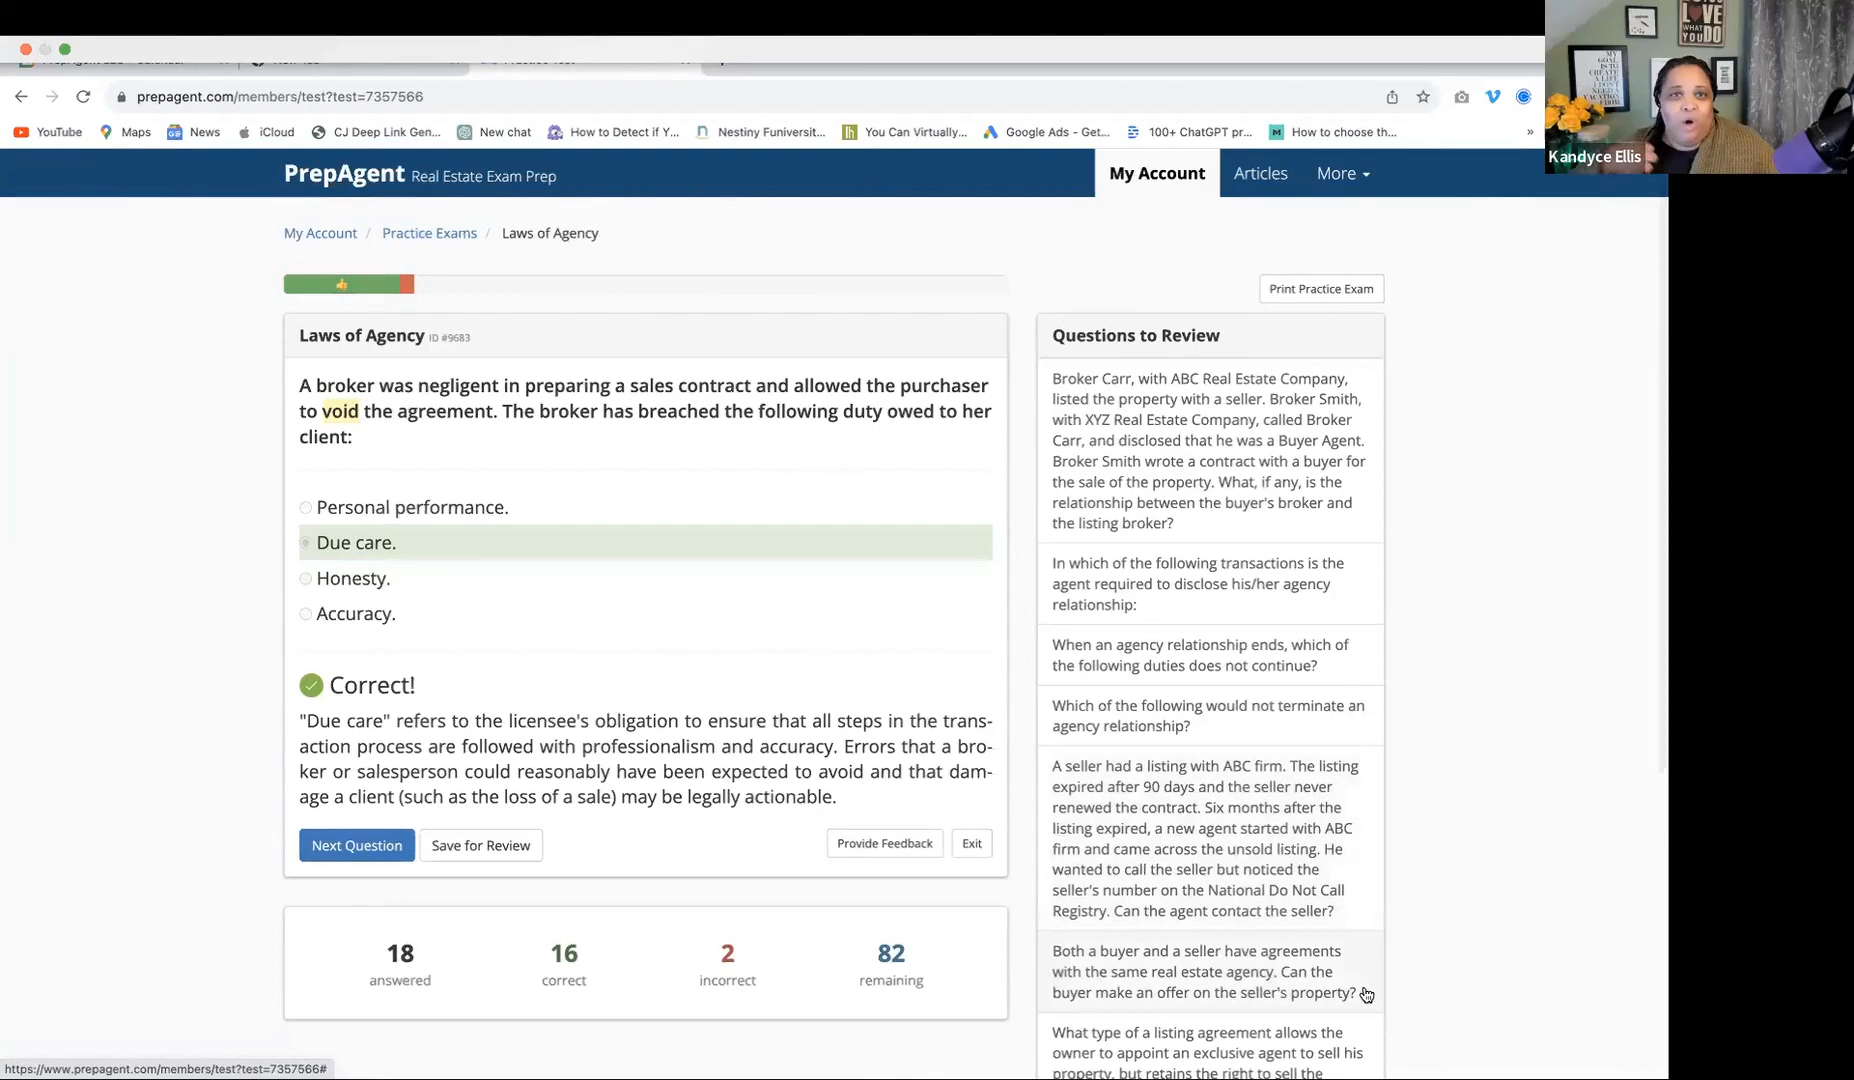 prepagent.com/members/test?test=7357566
YouTube Maps News iCloud CJ Deep Link Gen... New chat How to Detect if Y... Nestiny Funiversit... You Can Virtually... Google Ads - Get... 100+ ChatGPT pr... How to choose th... »
LOVE
WHAT
YOU DO
Kandyce Ellis
PrepAgent Real Estate Exam Prep
My Account Articles More
My Account / Practice Exams / Laws of Agency
Print Practice Exam
Laws of Agency ID #9683
A broker was negligent in preparing a sales contract and allowed the purchaser
to void the agreement. The broker has breached the following duty owed to her
client:
Personal performance.
Due care.
Honesty.
Accuracy.
Correct!
"Due care" refers to the licensee's obligation to ensure that all steps in the trans-
action process are followed with professionalism and accuracy. Errors that a bro-
ker or salesperson could reasonably have been expected to avoid and that dam-
age a client (such as the loss of a sale) may be legally actionable.
Next Question Save for Review Provide Feedback Exit
18 16 2 82
answered correct incorrect remaining
Questions to Review
Broker Carr, with ABC Real Estate Company,
listed the property with a seller. Broker Smith,
with XYZ Real Estate Company, called Broker
Carr, and disclosed that he was a Buyer Agent.
Broker Smith wrote a contract with a buyer for
the sale of the property. What, if any, is the
relationship between the buyer's broker and
the listing broker?
In which of the following transactions is the
agent required to disclose his/her agency
relationship:
When an agency relationship ends, which of
the following duties does not continue?
Which of the following would not terminate an
agency relationship?
A seller had a listing with ABC firm. The listing
expired after 90 days and the seller never
renewed the contract. Six months after the
listing expired, a new agent started with ABC
firm and came across the unsold listing. He
wanted to call the seller but noticed the
seller's number on the National Do Not Call
Registry. Can the agent contact the seller?
Both a buyer and a seller have agreements
with the same real estate agency. Can the
buyer make an offer on the seller's property?
What type of a listing agreement allows the
owner to appoint an exclusive agent to sell his
property, but retains the right to sell the
https://www.prepagent.com/members/test?test=7357566#